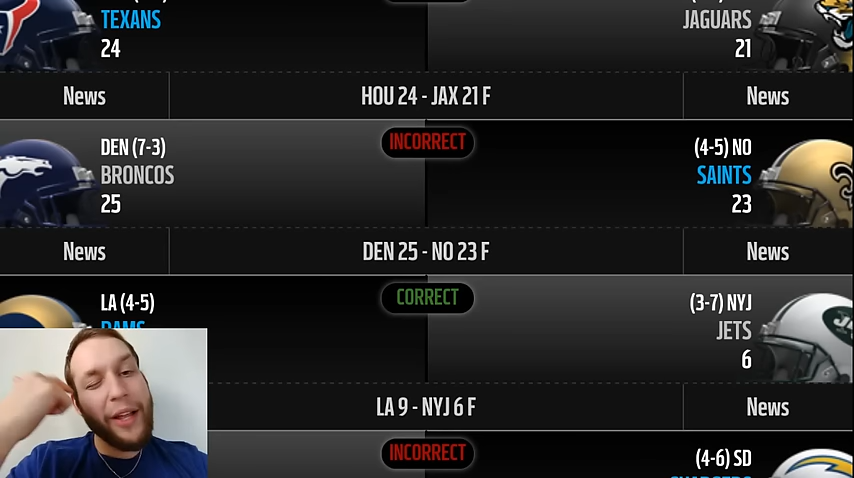 TEXANS
24
JAGUARS
21
News
HOU 24 - JAX 21 F
News
DEN (7-3)
BRONCOS
25
INCORRECT
(4-5) NO
SAINTS
23
News
DEN 25 - NO 23 F
News
LA (4-5)
RAMS
CORRECT
(3-7) NYJ
JETS
6
LA 9 - NYJ 6 F
News
INCORRECT
(4-6) SD
CHARGERS